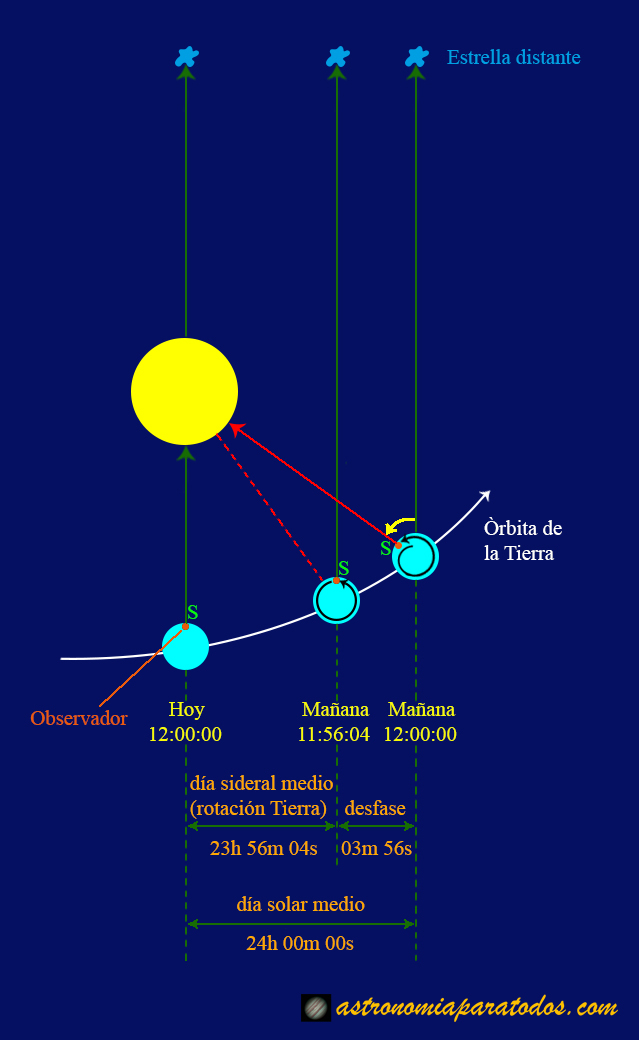 Estrella distante
Òrbita de
la Tierra
S
S
S
Observador
Hoy
12:00:00
Mañana
11:56:04
Mañana
12:00:00
día sideral medio
(rotación Tierra)
desfase
23h 56m 04s
03m 56s
día solar medio
24h 00m 00s
astronomiaparatodos.com